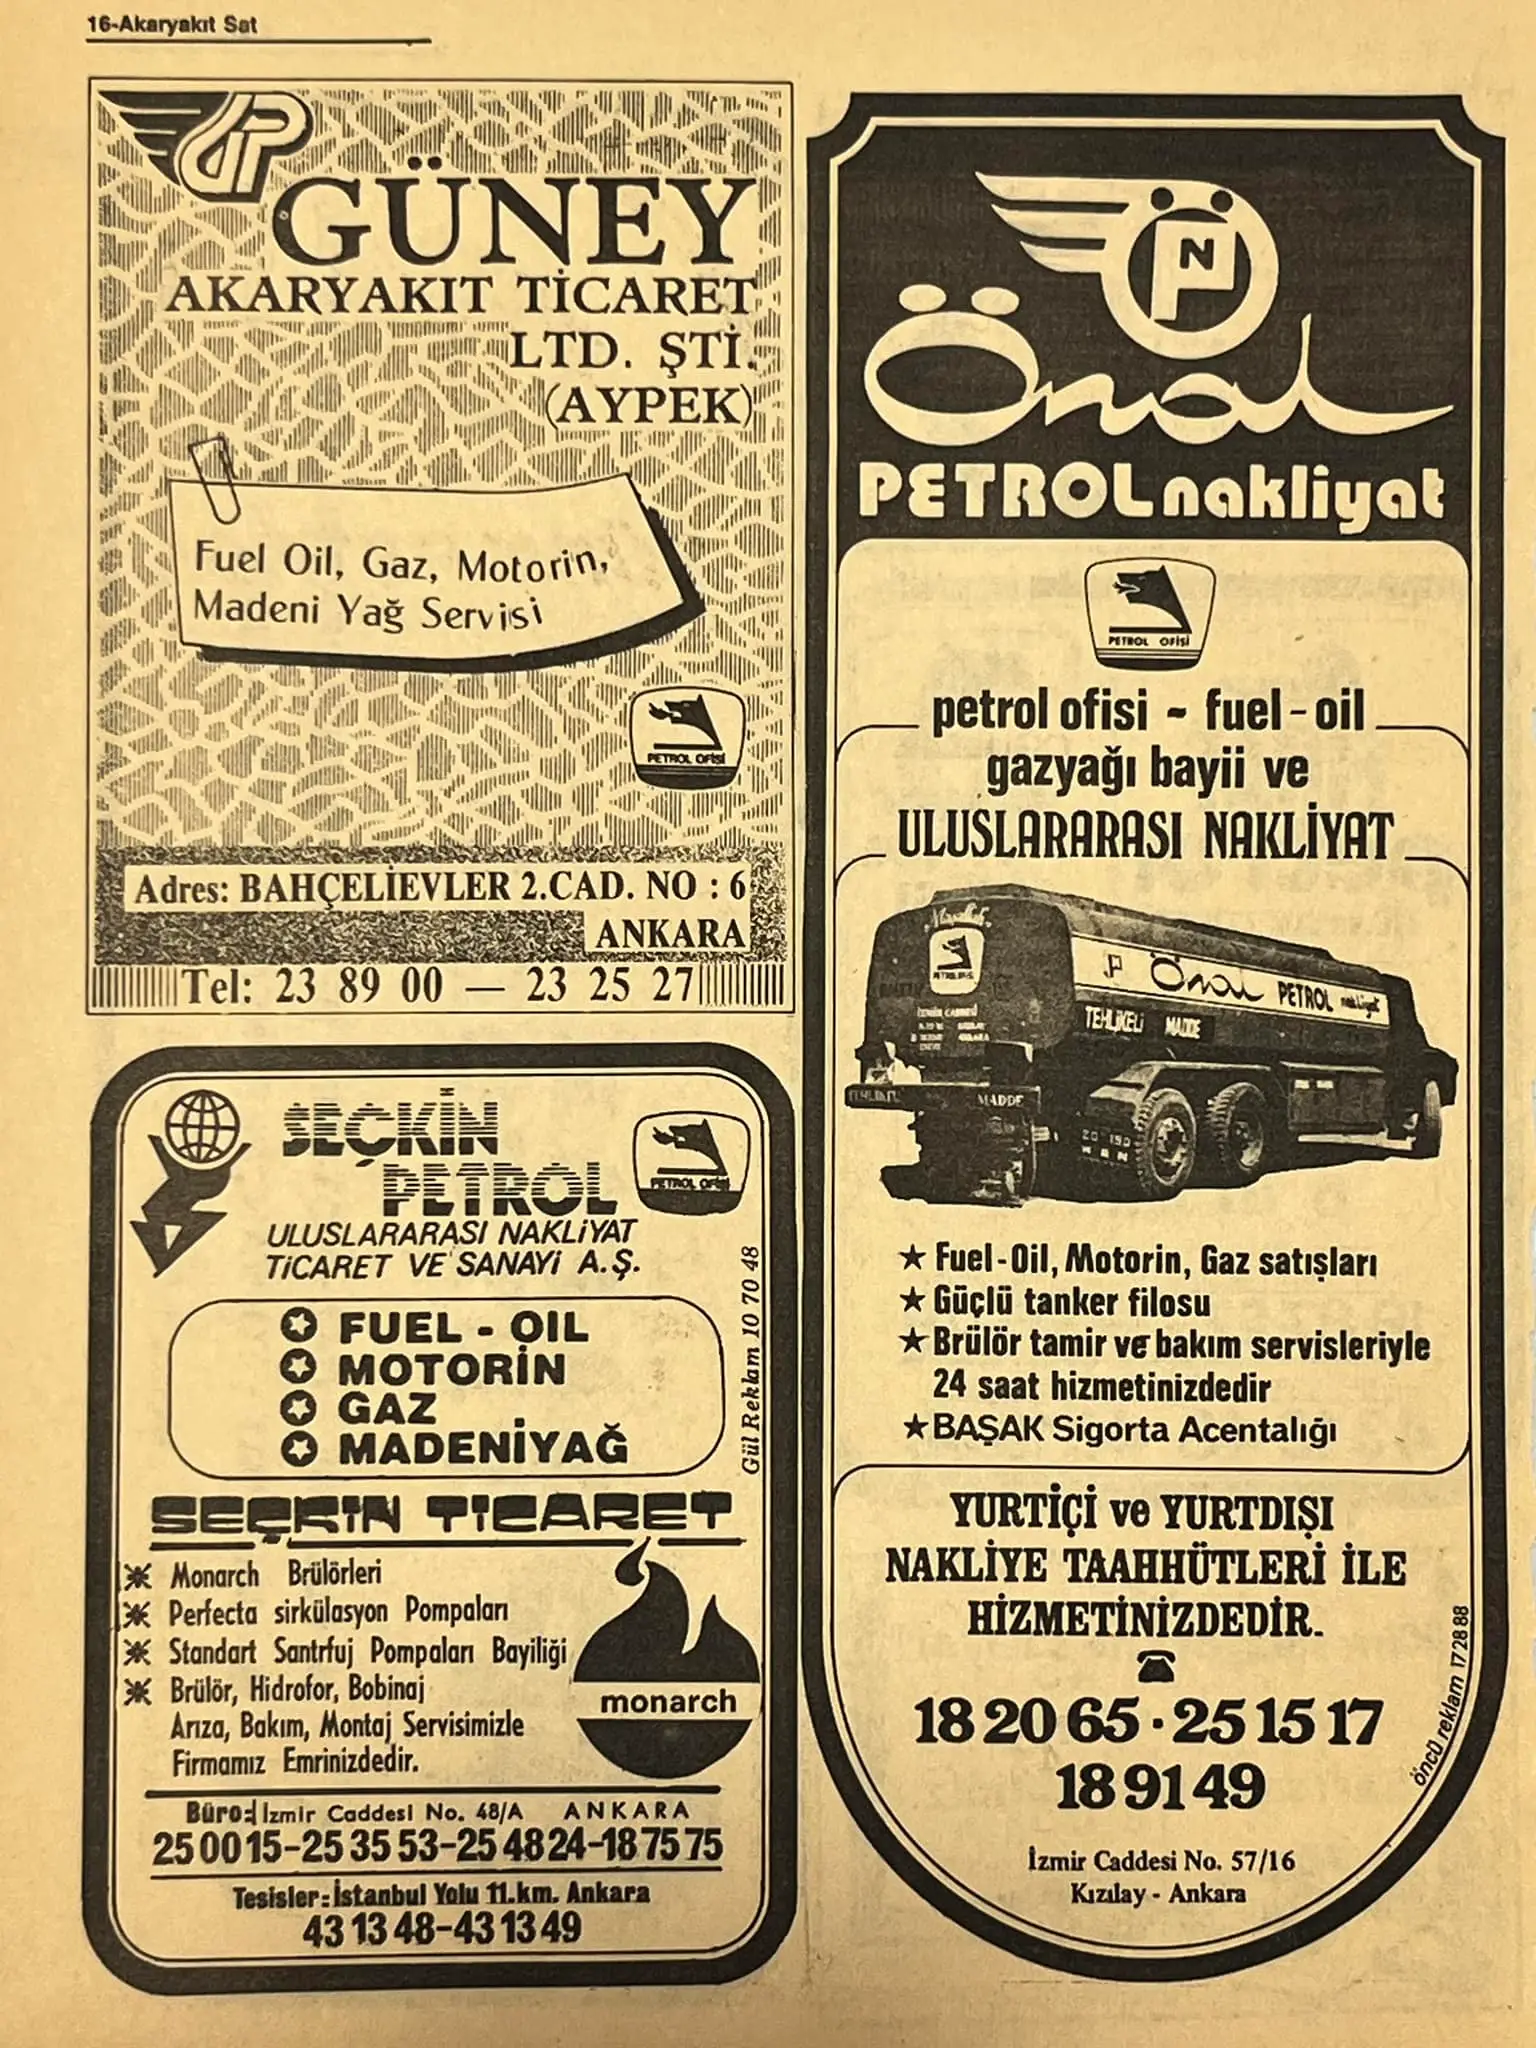 16-Akaryakıt Sat
GÜNEY
AKARYAKIT TİCARET
LTD. ŞTİ.
(AYPEK)
Fuel Oil, Gaz, Motorin,
Madeni Yağ Servisi
PETROL OFİSİ
Adres: BAHÇELİEVLER 2.CAD. NO : 6
ANKARA
Tel: 23 89 00 — 23 25 27
SEÇKİN
PETROL
PETROL OFİSİ
ULUSLARARASI NAKLİYAT
TİCARET VE SANAYİ A.Ş.
FUEL - OIL
MOTORİN
GAZ
MADENİYAĞ
Gül Reklam 10 70 48
SEÇKİN TİCARET
Monarch Brülörleri
Perfecta sirkülasyon Pompaları
Standart Santrfuj Pompaları Bayiliği
Brülör, Hidrofor, Bobinaj
Arıza, Bakım, Montaj Servisimizle
Firmamız Emrinizdedir.
monarch
Büro: İzmir Caddesi No. 48/A ANKARA
25 00 15-25 35 53-25 48 24-18 75 75
Tesisler: İstanbul Yolu 11.km. Ankara
43 13 48-43 13 49
Önal
PETROL nakliyat
PETROL OFİSİ
petrol ofisi ~ fuel - oil
gazyağı bayii ve
ULUSLARARASI NAKLİYAT
Maşallah
Önal PETROL nakliyat
TEHLİKELİ MADDE
İZMİR CADDESİ
MADDE
★ Fuel-Oil, Motorin, Gaz satışları
★ Güçlü tanker filosu
★ Brülör tamir ve bakım servisleriyle
24 saat hizmetinizdedir
★ BAŞAK Sigorta Acentalığı
YURTİÇİ ve YURTDIŞI
NAKLİYE TAAHHÜTLERİ İLE
HİZMETİNİZDEDİR.
18 20 65 · 25 15 17
18 91 49
öncü reklam 17 28 88
İzmir Caddesi No. 57/16
Kızılay - Ankara